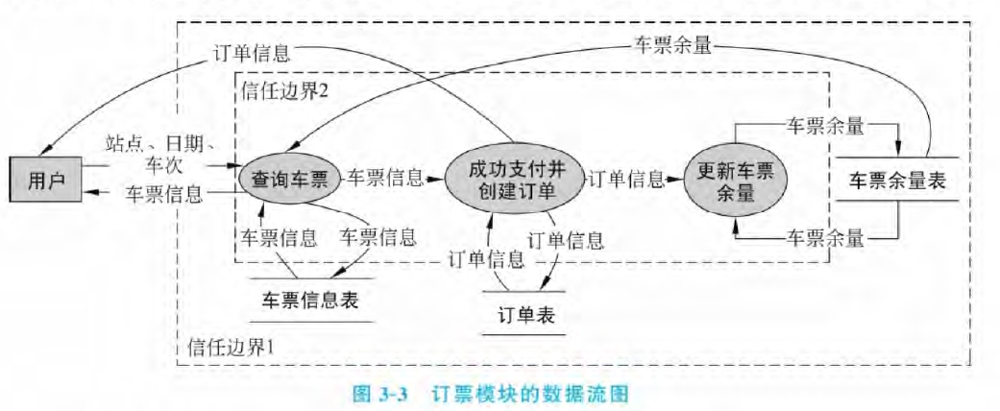 订单信息
车票余量
信任边界2
站点、日期、
车次
车票余量
用户
查询车票
车票信息
成功支付并
创建订单
订单信息
更新车票
余量
车票余量表
车票信息
车票信息
车票信息
订单信息
订单信息
车票余量
车票信息表
订单表
信任边界1
图 3-3 订票模块的数据流图